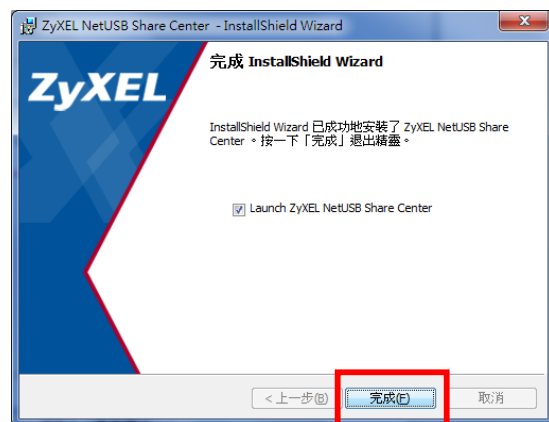 ZyXEL NetUSB Share Center - InstallShield Wizard
ZyXEL
完成 InstallShield Wizard
InstallShield Wizard 已成功地安裝了 ZyXEL NetUSB Share
Center 。按一下「完成」退出精靈。
Launch ZyXEL NetUSB Share Center
<上一步(B)
完成(F)
取消